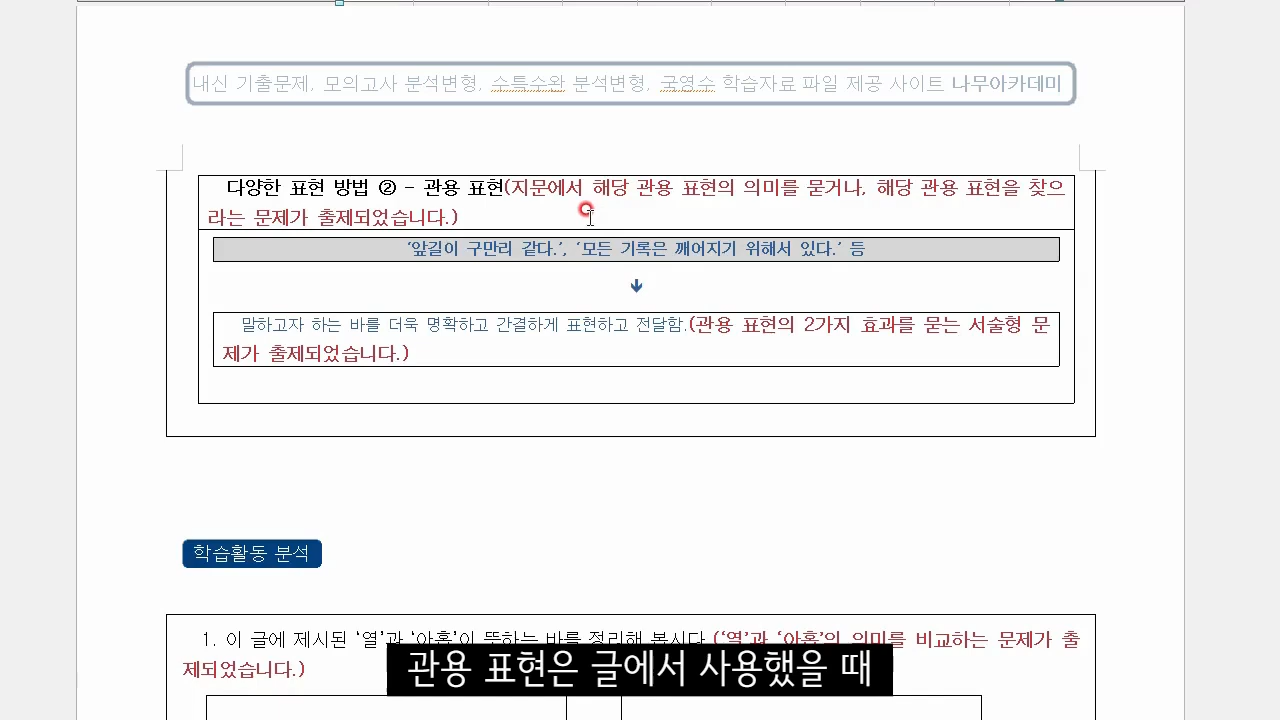 내신 기출문제, 모의고사 분석변형, 수특수완 분석변형, 국영수 학습자료 파일 제공 사이트 나무아카데미
다양한 표현 방법 ② - 관용 표현(지문에서 해당 관용 표현의 의미를 묻거나, 해당 관용 표현을 찾으
라는 문제가 출제되었습니다.)
‘앞길이 구만리 같다.’, ‘모든 기록은 깨어지기 위해서 있다.’ 등
말하고자 하는 바를 더욱 명확하고 간결하게 표현하고 전달함.(관용 표현의 2가지 효과를 묻는 서술형 문
제가 출제되었습니다.)
학습활동 분석
1. 이 글에 제시된 ‘열’과 ‘아홉’이 뜻하는 바를 정리해 봅시다.(‘열’과 ‘아홉’의 의미를 비교하는 문제가 출
제되었습니다.)
관용 표현은 글에서 사용했을 때